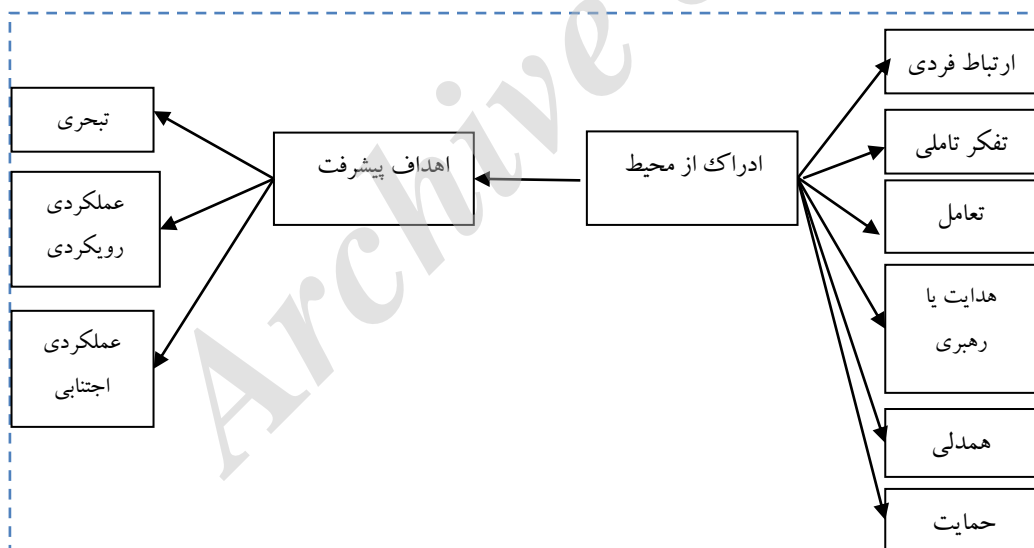 ارتباط فردی
تفکر تاملی
تعامل
هدایت یا
رهبری
همدلی
حمایت
ادراک از محیط
اهداف پیشرفت
تبحری
عملکردی
رویکردی
عملکردی
اجتنابی
Archive